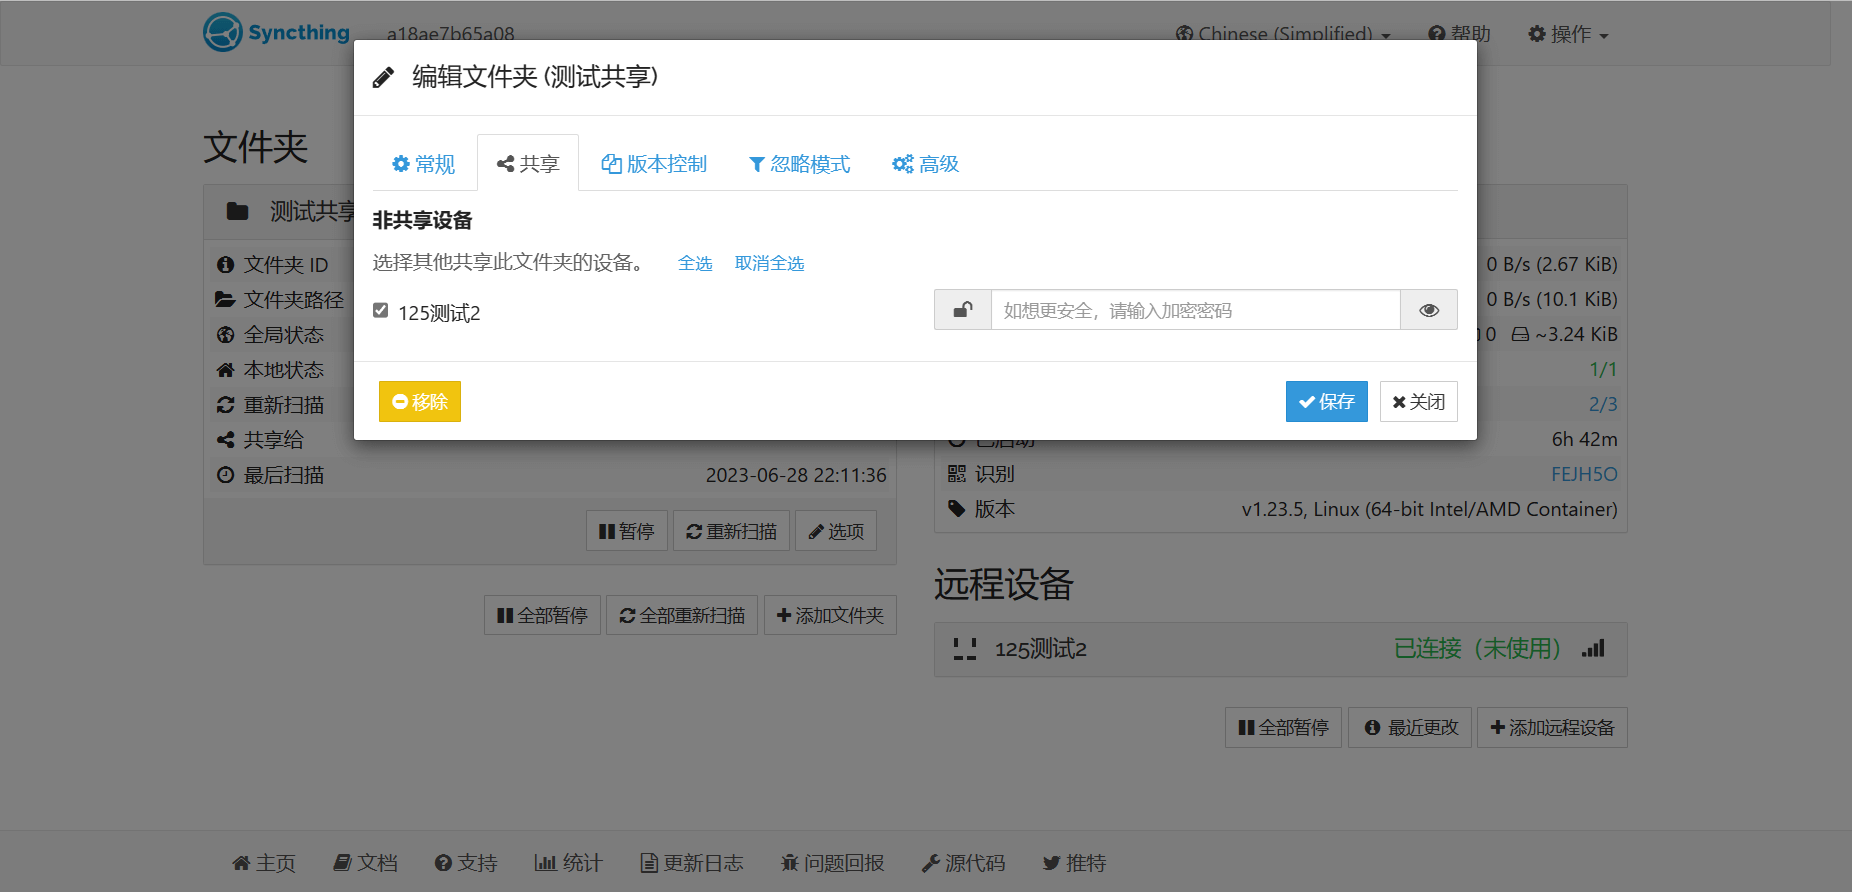 Syncthing a18ae7b65a08 Chinese (Simplified) 帮助 操作
编辑文件夹 (测试共享)
常规 共享 版本控制 忽略模式 高级
非共享设备
选择其他共享此文件夹的设备。 全选 取消全选
125测试2 如想更安全，请输入加密密码
移除 保存 关闭
文件夹
测试共享
文件夹 ID
文件夹路径
全局状态
本地状态
重新扫描
共享给
最后扫描 2023-06-28 22:11:36
暂停 重新扫描 选项
全部暂停 全部重新扫描 添加文件夹
0 B/s (2.67 KiB)
0 B/s (10.1 KiB)
0 ~3.24 KiB
1/1
2/3
已启动 6h 42m
识别 FEJH5O
版本 v1.23.5, Linux (64-bit Intel/AMD Container)
远程设备
125测试2 已连接（未使用）
全部暂停 最近更改 添加远程设备
主页 文档 支持 统计 更新日志 问题回报 源代码 推特